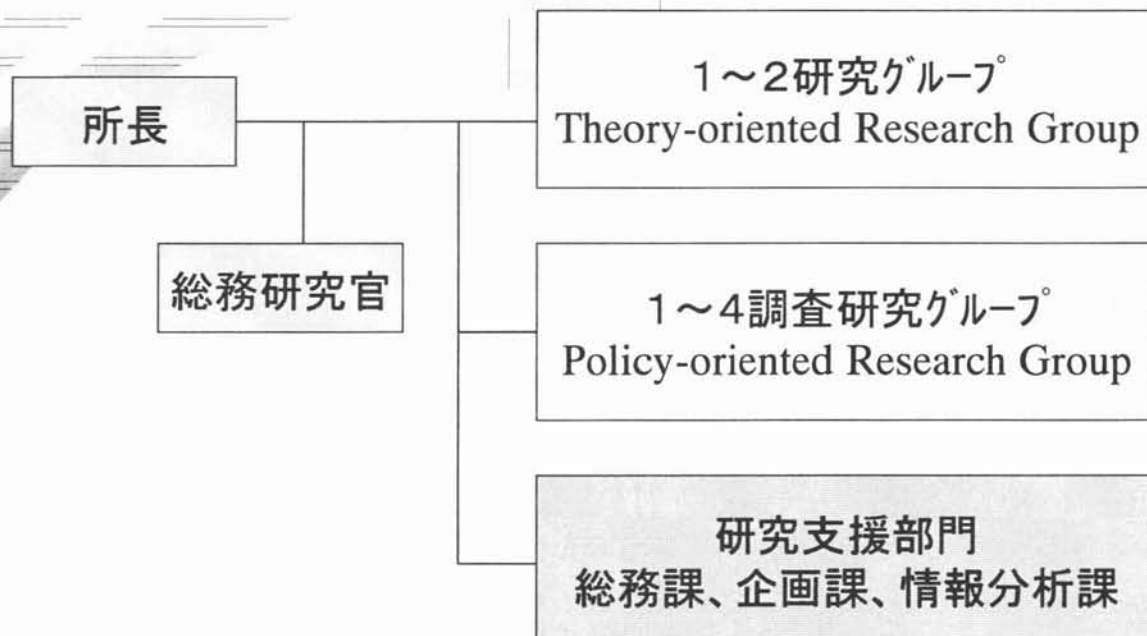 所長
総務研究官
1～2研究ｸﾞﾙｰﾌﾟ
Theory-oriented Research Group
1～4調査研究ｸﾞﾙｰﾌﾟ
Policy-oriented Research Group
研究支援部門
総務課、企画課、情報分析課